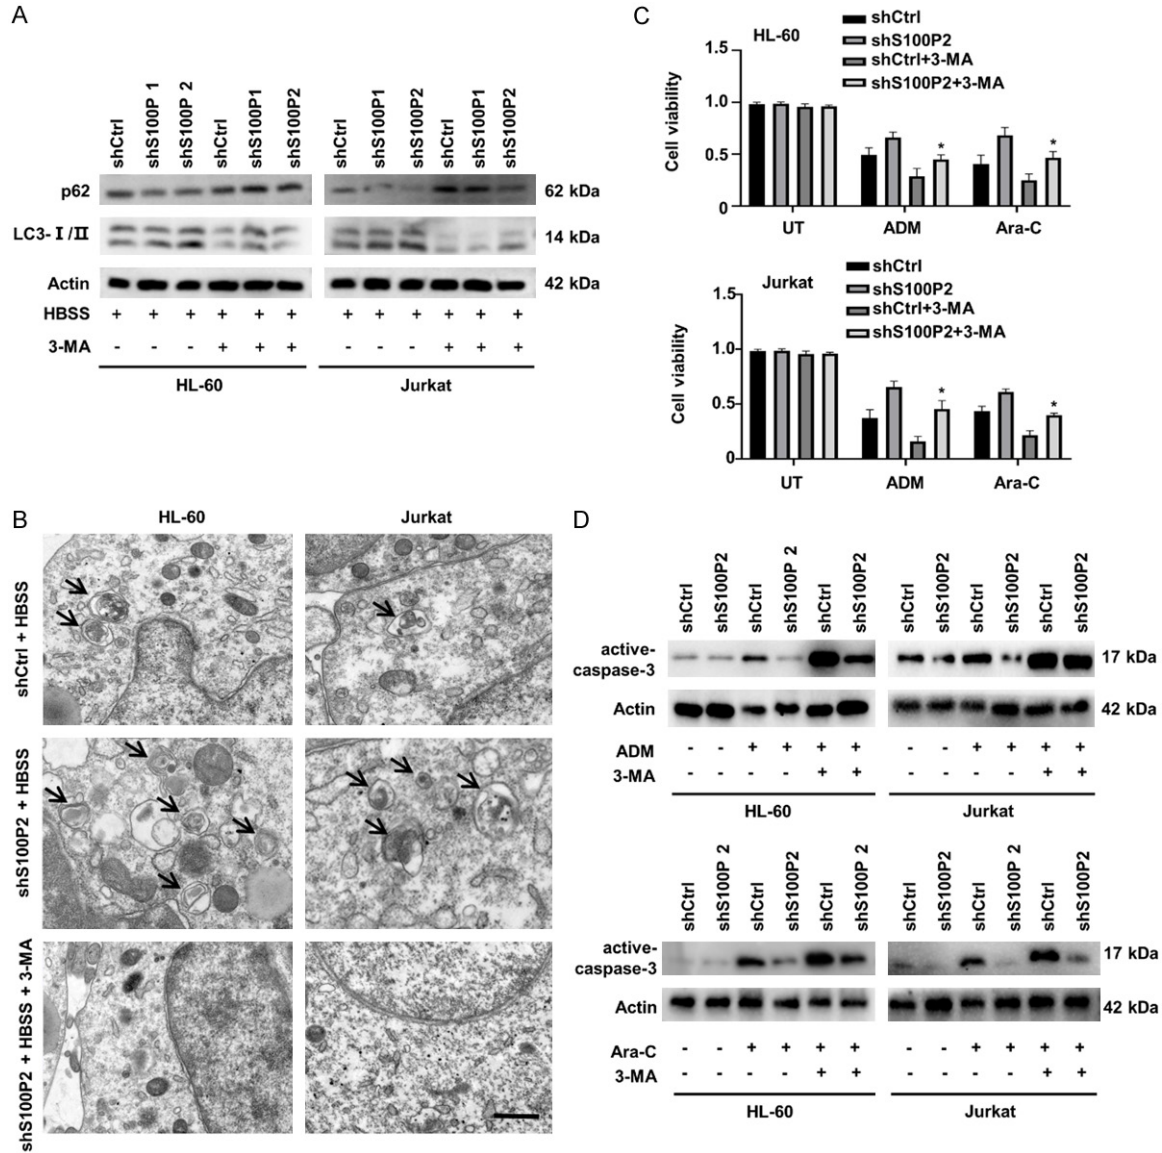 A
shCtrl
shS100P 1
shS100P 2
shCtrl
shS100P1
shS100P2
shCtrl
shS100P1
shS100P2
shCtrl
shS100P1
shS100P2
p62
62 kDa
LC3-Ⅰ/Ⅱ
14 kDa
Actin
42 kDa
HBSS + + + + + + + + + + + +
3-MA - - - + + + - - - + + +
HL-60
Jurkat
B
HL-60
Jurkat
shCtrl + HBSS
shS100P2 + HBSS
shS100P2 + HBSS + 3-MA
C
HL-60
shCtrl
shS100P2
shCtrl+3-MA
shS100P2+3-MA
Cell viability
1.5
1.0
0.5
0
*
*
UT
ADM
Ara-C
Jurkat
shCtrl
shS100P2
shCtrl+3-MA
shS100P2+3-MA
Cell viability
1.5
1.0
0.5
0
*
*
UT
ADM
Ara-C
D
shCtrl
shS100P2
shCtrl
shS100P 2
shCtrl
shS100P2
shCtrl
shS100P2
shCtrl
shS100P2
shCtrl
shS100P2
active-
caspase-3
17 kDa
Actin
42 kDa
ADM - - + + + + - - + + + +
3-MA + + + +
HL-60
Jurkat
shCtrl
shS100P 2
shCtrl
shS100P2
shCtrl
shS100P 2
shCtrl
shS100P2
shCtrl
shS100P 2
shCtrl
shS100P2
active-
caspase-3
17 kDa
Actin
42 kDa
Ara-C - - + + + + - - + + + +
3-MA - - + + - - + +
HL-60
Jurkat